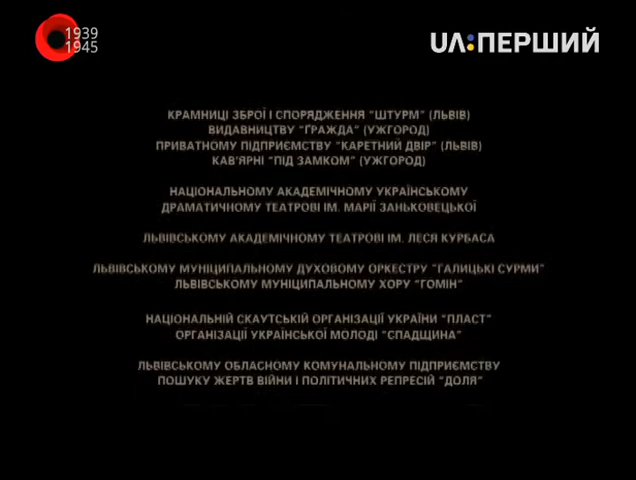 1939
1945
UA:ПЕРШИЙ
КРАМНИЦІ ЗБРОЇ І СПОРЯДЖЕННЯ "ШТУРМ" (ЛЬВІВ)
ВИДАВНИЦТВУ "ҐРАЖДА" (УЖГОРОД)
ПРИВАТНОМУ ПІДПРИЄМСТВУ "КАРЕТНИЙ ДВІР" (ЛЬВІВ)
КАВ'ЯРНІ "ПІД ЗАМКОМ" (УЖГОРОД)
НАЦІОНАЛЬНОМУ АКАДЕМІЧНОМУ УКРАЇНСЬКОМУ
ДРАМАТИЧНОМУ ТЕАТРОВІ ІМ. МАРІЇ ЗАНЬКОВЕЦЬКОЇ
ЛЬВІВСЬКОМУ АКАДЕМІЧНОМУ ТЕАТРОВІ ІМ. ЛЕСЯ КУРБАСА
ЛЬВІВСЬКОМУ МУНІЦИПАЛЬНОМУ ДУХОВОМУ ОРКЕСТРУ "ГАЛИЦЬКІ СУРМИ"
ЛЬВІВСЬКОМУ МУНІЦИПАЛЬНОМУ ХОРУ "ГОМІН"
НАЦІОНАЛЬНІЙ СКАУТСЬКІЙ ОРГАНІЗАЦІЇ УКРАЇНИ "ПЛАСТ"
ОРГАНІЗАЦІЇ УКРАЇНСЬКОЇ МОЛОДІ "СПАДЩИНА"
ЛЬВІВСЬКОМУ ОБЛАСНОМУ КОМУНАЛЬНОМУ ПІДПРИЄМСТВУ
ПОШУКУ ЖЕРТВ ВІЙНИ І ПОЛІТИЧНИХ РЕПРЕСІЙ "ДОЛЯ"